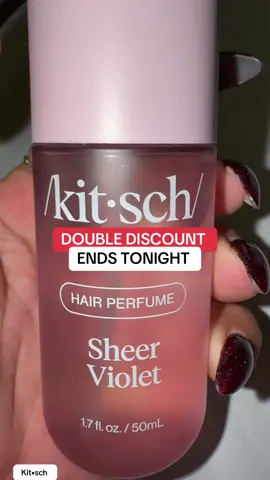 /kit•sch/
DOUBLE DISCOUNT
ENDS TONIGHT
HAIR PERFUME
Sheer
Violet
1.7 fl. oz. / 50mL
Kit•sch